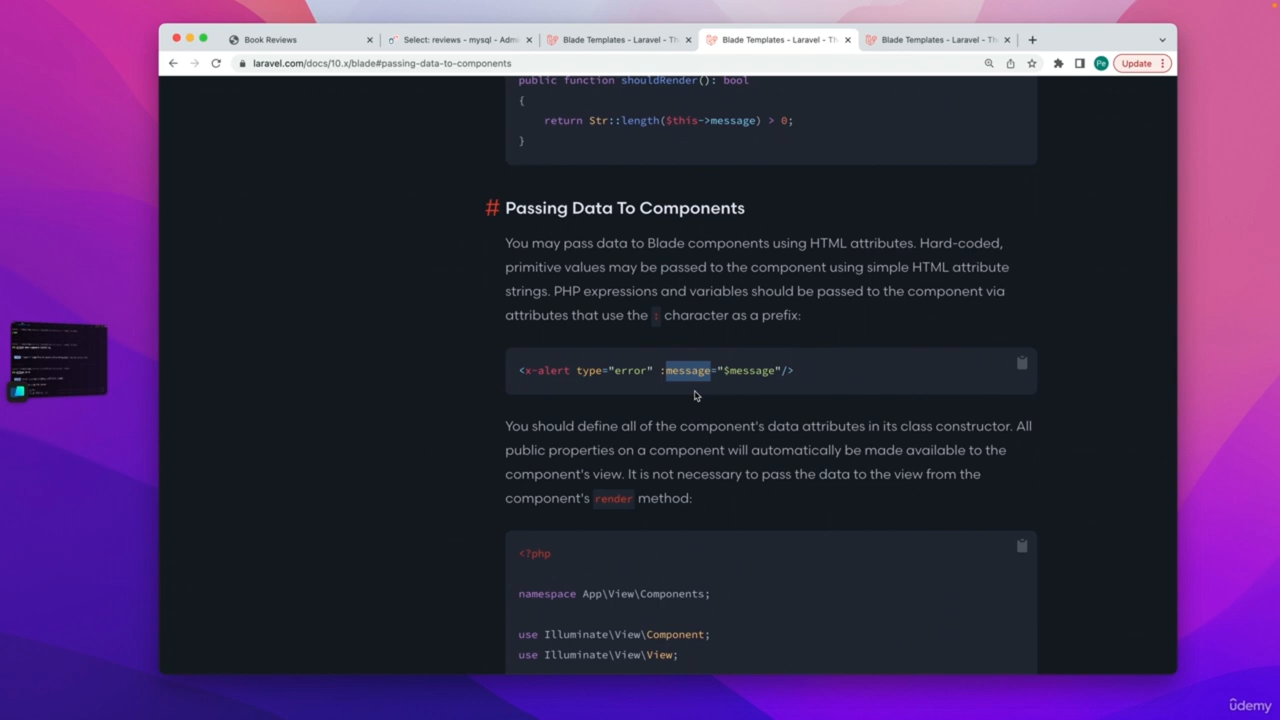 Book Reviews
Select: reviews - mysql - Admi
Blade Templates - Laravel - Th
Blade Templates - Laravel - Th
Blade Templates - Laravel - Th
laravel.com/docs/10.x/blade#passing-data-to-components
Pe
Update
public function shouldRender(): bool
{
return Str::length($this->message) > 0;
}
# Passing Data To Components
You may pass data to Blade components using HTML attributes. Hard-coded,
primitive values may be passed to the component using simple HTML attribute
strings. PHP expressions and variables should be passed to the component via
attributes that use the : character as a prefix:
<x-alert type="error" :message="$message"/>
You should define all of the component's data attributes in its class constructor. All
public properties on a component will automatically be made available to the
component's view. It is not necessary to pass the data to the view from the
component's render method:
<?php
namespace App\View\Components;
use Illuminate\View\Component;
use Illuminate\View\View;
ûdemy